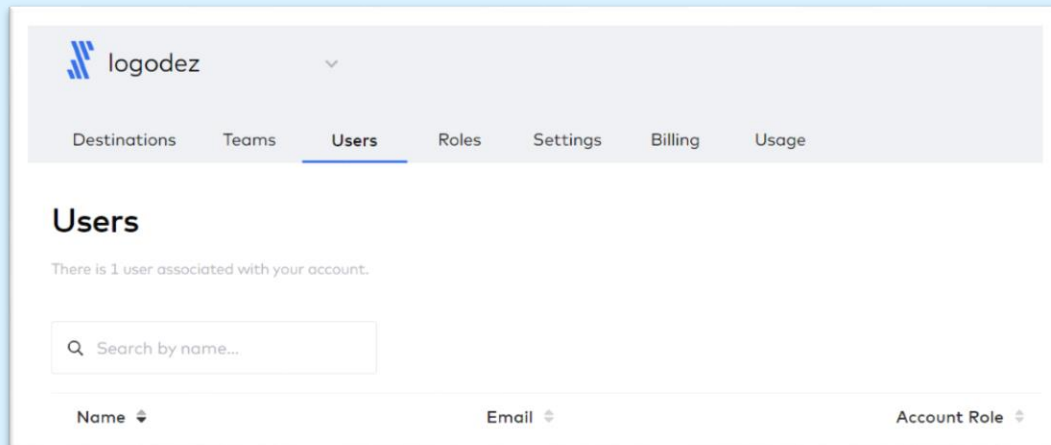 logodez
Destinations Teams Users Roles Settings Billing Usage
Users
There is 1 user associated with your account.
Search by name...
Name Email Account Role